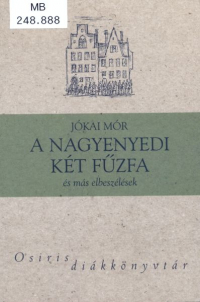 MB
248.888
JÓKAI MÓR
A NAGYENYEDI
KÉT FŰZFA
és más elbeszélések
Osiris
diákkönyvtár